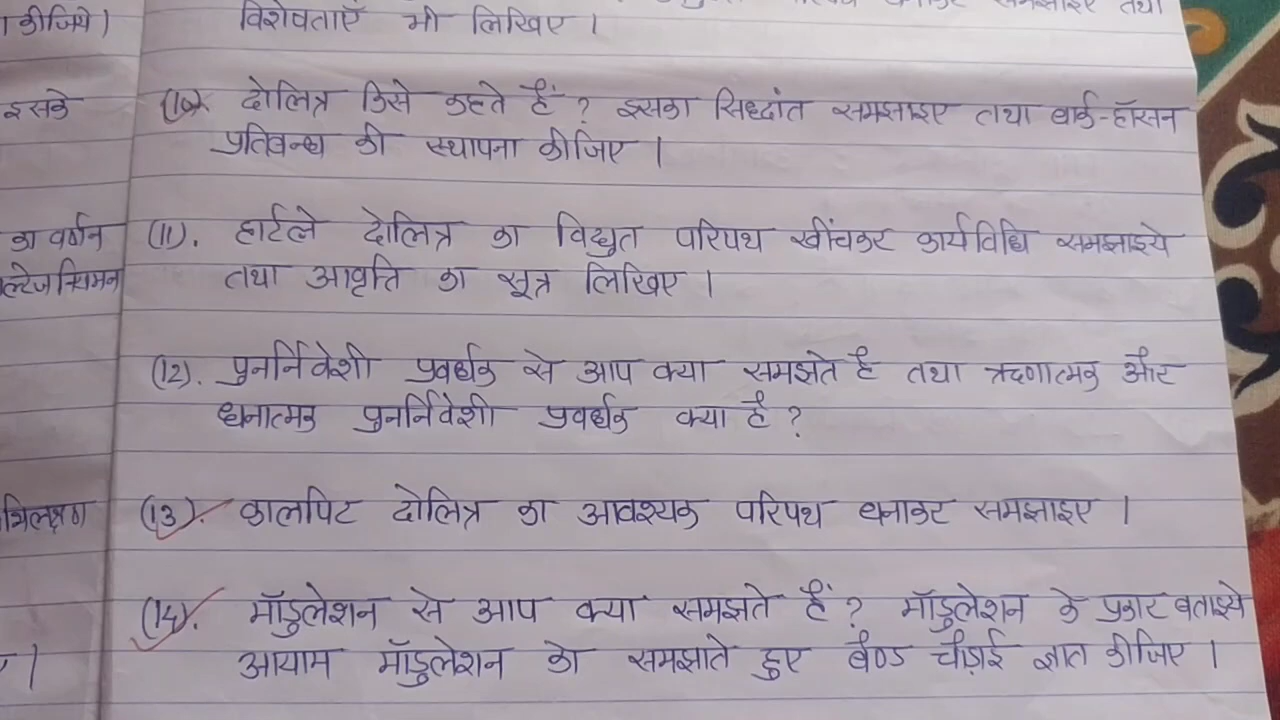 कीजिये।
विशेषताएँ भी लिखिए।
इसके
(10). दोलित्र किसे कहते हैं? इसका सिध्दांत समझाइए तथा बार्क-हॉसन
प्रतिबन्ध की स्थापना कीजिए।
का वर्णन
(11). हार्टले दोलित्र का विद्युत परिपथ खींचकर कार्यविधि समझाइये
तथा आवृत्ति का सूत्र लिखिए।
(12). पुनर्निवेशी प्रवर्धक से आप क्या समझते है तथा ऋणात्मक और
धनात्मक पुनर्निवेशी प्रवर्धक क्या है?
(13). कालपिट दोलित्र का आवश्यक परिपथ बनाकर समझाइए।
(14). मॉडुलेशन से आप क्या समझते हैं? मॉडुलेशन के प्रकार बताइये
आयाम मॉडुलेशन को समझाते हुए बैण्ड चौड़ाई ज्ञात कीजिए।